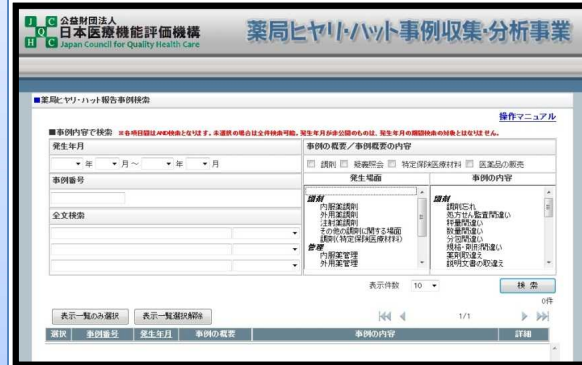 公益財団法人
日本医療機能評価機構
Japan Council for Quality Health Care
薬局ヒヤリ・ハット事例収集・分析事業
■薬局ヒヤリ・ハット報告事例検索
操作マニュアル
■事例内容で検索 ※各項目間はAND検索となります。未選択の場合は全件検索可能。発生年月が未公開のものは、発生年月の期間検索の対象とはなりません。
発生年月
年 月～ 年 月
事例番号
全文検索
事例の概要／事例概要の内容
調剤 疑義照会 特定保険医療材料 医薬品の販売
発生場面 事例の内容
調剤
内服薬調剤
外用薬調剤
注射薬調剤
その他の調剤に関する場面
調剤(特定保険医療材料)
管理
内服薬管理
外用薬管理
調剤
調剤忘れ
処方せん監査間違い
秤量間違い
数量間違い
分包間違い
規格・剤形間違い
薬剤取違え
説明文書の取違え
表示件数 10 検 索
0件
表示一覧のみ選択 表示一覧選択解除 1/1
選択 事例番号 発生年月 事例の概要 事例の内容 詳細